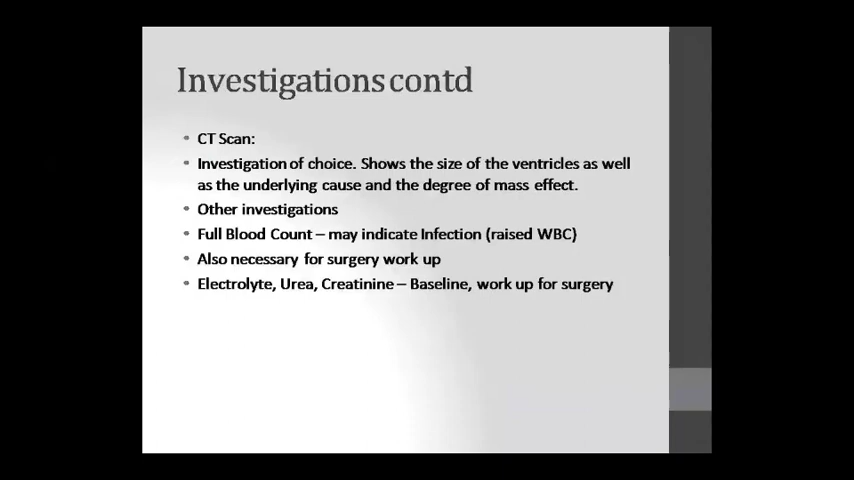 Investigations contd
• CT Scan:
• Investigation of choice. Shows the size of the ventricles as well
as the underlying cause and the degree of mass effect.
• Other investigations
• Full Blood Count – may indicate Infection (raised WBC)
• Also necessary for surgery work up
• Electrolyte, Urea, Creatinine – Baseline, work up for surgery